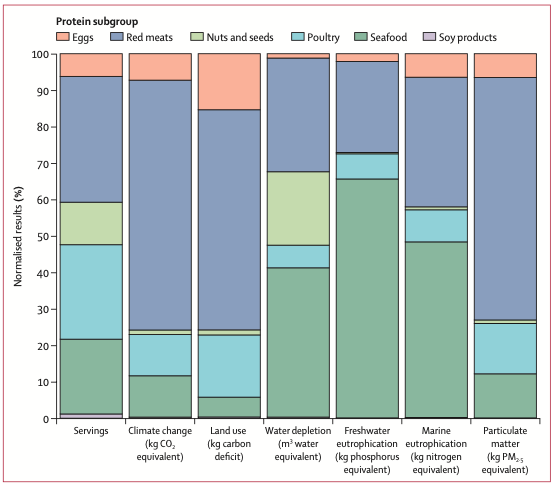 Protein subgroup
Eggs Red meats Nuts and seeds Poultry Seafood Soy products
Normalised results (%)
100
90
80
70
60
50
40
30
20
10
0
Servings
Climate change
(kg CO₂
equivalent)
Land use
(kg carbon
deficit)
Water depletion
(m³ water
equivalent)
Freshwater
eutrophication
(kg phosphorus
equivalent)
Marine
eutrophication
(kg nitrogen
equivalent)
Particulate
matter
(kg PM₂.₅
equivalent)